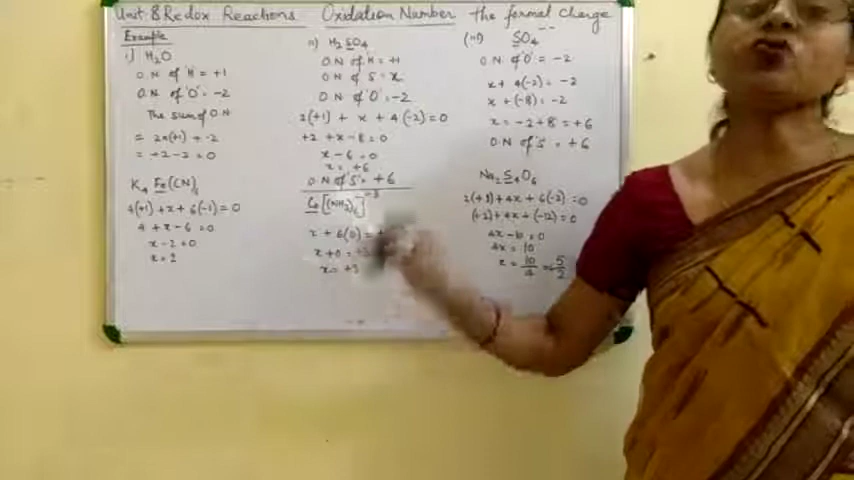 Unit 8 Redox Reactions Oxidation Number the formal charge
Example
i) H₂O
O.N of 'H' = +1
O.N of 'O' = -2
The sum of O.N
= 2x(+1) + -2
= +2-2 = 0
K₄ Fe(CN)₆
4(+1)+x+6(-1)=0
4+x-6=0
x-2=0
x=2
ii) H₂SO₄
O.N of H = +1
O.N of S = x
O.N of 'O' = -2
2(+1) + x + 4(-2)=0
+2 +x-8=0
x-6=0
x=+6
O.N of 'S' = +6
Co[(NH₃)₆]⁺³
x + 6(0) =
x+0 = +3
x= +3
(iii) SO₄⁻⁻
O.N of 'O' = -2
x+4(-2) = -2
x+(-8) = -2
x = -2+8 = +6
O.N of 'S' = +6
Na₂S₄O₆
2(+1)+4x+6(-2)=0
(+2)+4x+(-12)=0
4x-10=0
4x=10
x = 10/4 = 5/2